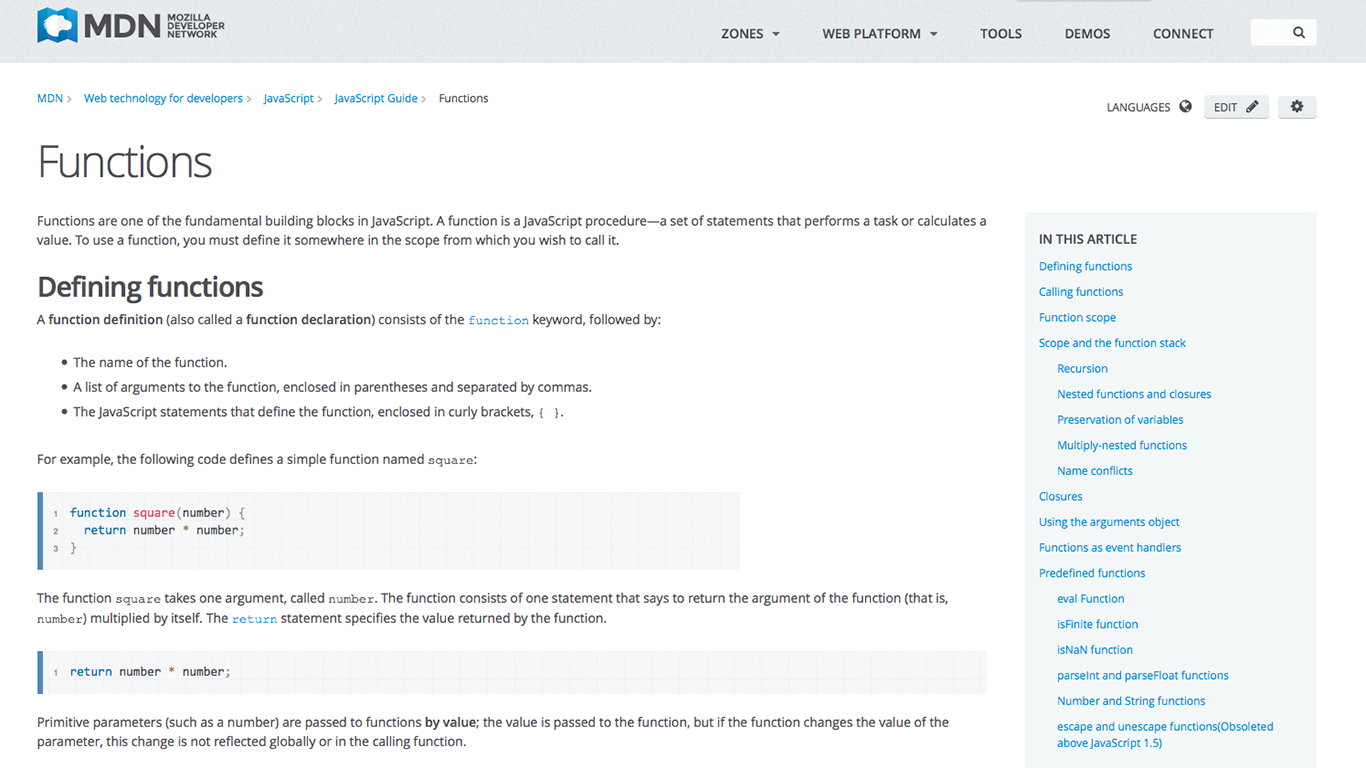 MDN MOZILLA DEVELOPER NETWORK
ZONES WEB PLATFORM TOOLS DEMOS CONNECT
MDN Web technology for developers JavaScript JavaScript Guide Functions
LANGUAGES EDIT
Functions
Functions are one of the fundamental building blocks in JavaScript. A function is a JavaScript procedure—a set of statements that performs a task or calculates a
value. To use a function, you must define it somewhere in the scope from which you wish to call it.
Defining functions
A function definition (also called a function declaration) consists of the function keyword, followed by:
• The name of the function.
• A list of arguments to the function, enclosed in parentheses and separated by commas.
• The JavaScript statements that define the function, enclosed in curly brackets, { }.
For example, the following code defines a simple function named square:
1 function square(number) {
2   return number * number;
3 }
The function square takes one argument, called number. The function consists of one statement that says to return the argument of the function (that is,
number) multiplied by itself. The return statement specifies the value returned by the function.
1 return number * number;
Primitive parameters (such as a number) are passed to functions by value; the value is passed to the function, but if the function changes the value of the
parameter, this change is not reflected globally or in the calling function.
IN THIS ARTICLE
Defining functions
Calling functions
Function scope
Scope and the function stack
Recursion
Nested functions and closures
Preservation of variables
Multiply-nested functions
Name conflicts
Closures
Using the arguments object
Functions as event handlers
Predefined functions
eval Function
isFinite function
isNaN function
parseInt and parseFloat functions
Number and String functions
escape and unescape functions(Obsoleted
above JavaScript 1.5)